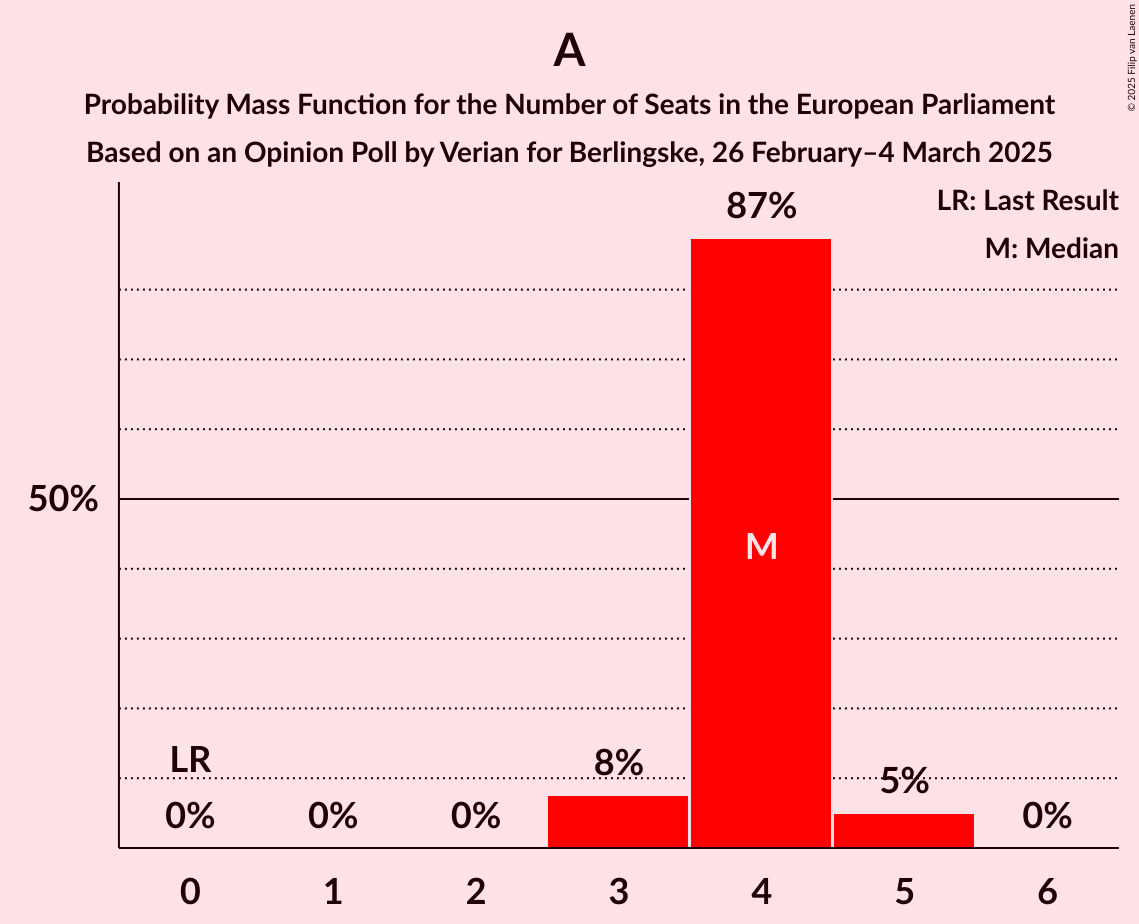 A
Probability Mass Function for the Number of Seats in the European Parliament
Based on an Opinion Poll by Verian for Berlingske, 26 February–4 March 2025
© 2025 Filip van Laenen
LR: Last Result
M: Median
87%
50%
M
LR
8%
5%
0%
0%
0%
0%
0 1 2 3 4 5 6